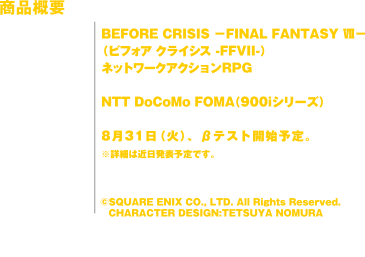 商品概要
BEFORE CRISIS −FINAL FANTASY Ⅶ−
（ビフォア クライシス -FFVII-）
ネットワークアクションRPG
NTT DoCoMo FOMA（900iシリーズ）
8月31日（火）、βテスト開始予定。
※詳細は近日発表予定です。
©SQUARE ENIX CO., LTD. All Rights Reserved.
CHARACTER DESIGN:TETSUYA NOMURA